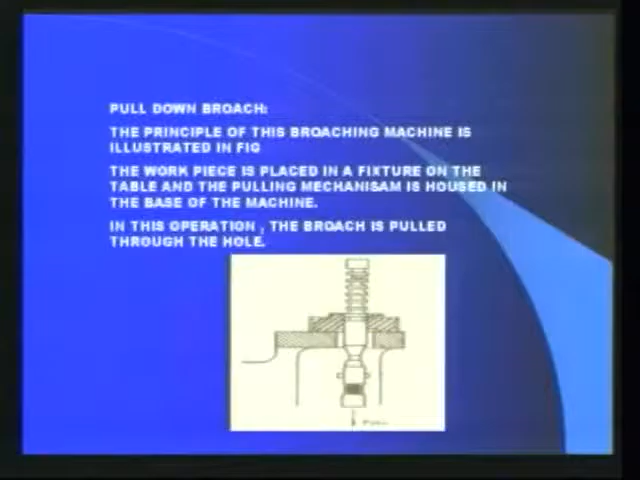 PULL DOWN BROACH:
THE PRINCIPLE OF THIS BROACHING MACHINE IS
ILLUSTRATED IN FIG
THE WORK PIECE IS PLACED IN A FIXTURE ON THE
TABLE AND THE PULLING MECHANISAM IS HOUSED IN
THE BASE OF THE MACHINE.
IN THIS OPERATION , THE BROACH IS PULLED
THROUGH THE HOLE.